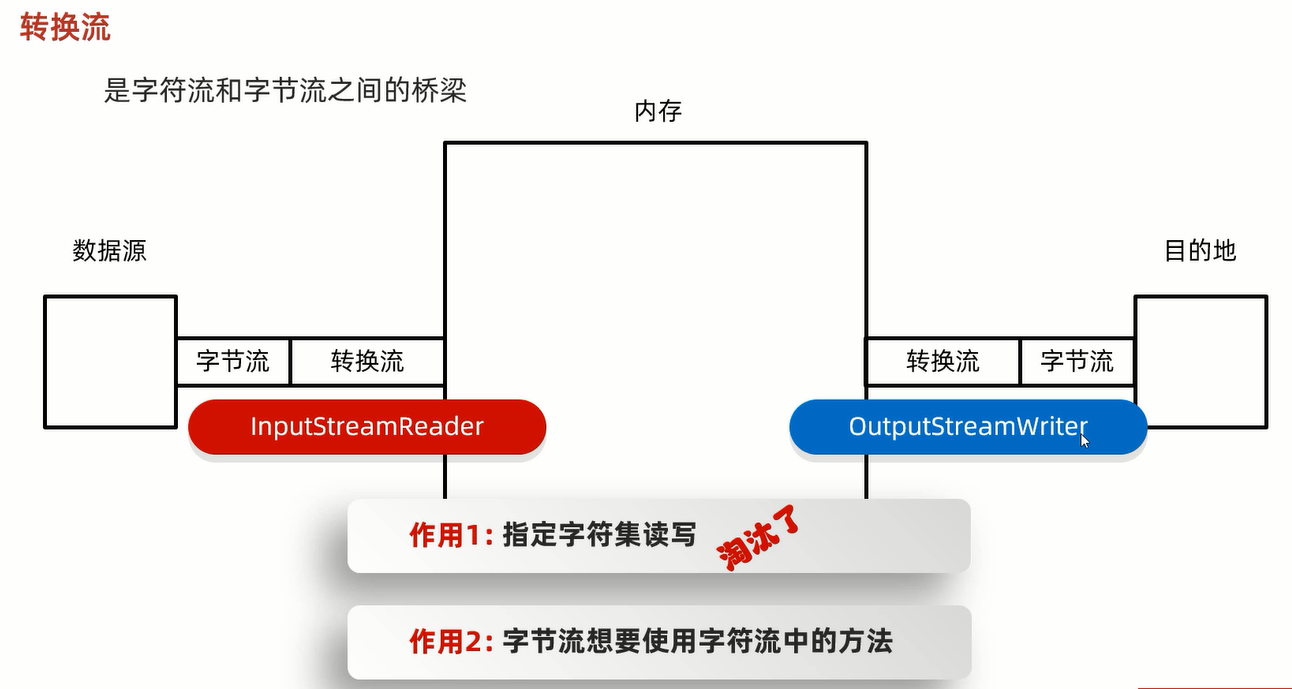 转换流
是字符流和字节流之间的桥梁
内存
数据源
目的地
字节流
转换流
转换流
字节流
InputStreamReader
OutputStreamWriter
作用1: 指定字符集读写
淘汰了
作用2: 字节流想要使用字符流中的方法